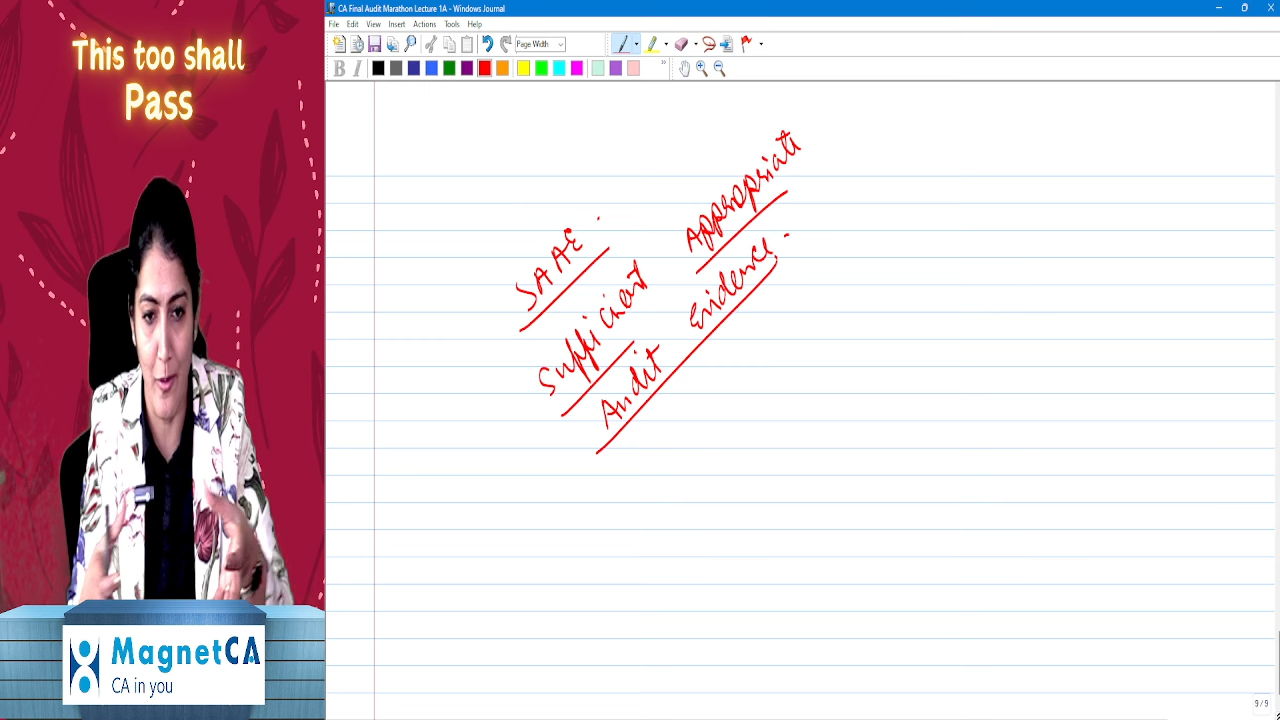 CA Final Audit Marathon Lecture 1A - Windows Journal
File Edit View Insert Actions Tools Help
Page Width
B I
This too shall
Pass
SAAE
Sufficient Appropriate
Audit Evidence.
MagnetCA
CA in you
9/9